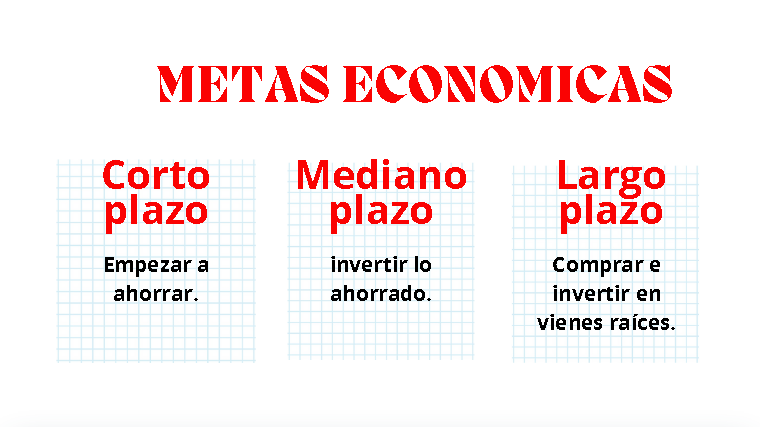 METAS ECONOMICAS
Corto
plazo
Empezar a
ahorrar.
Mediano
plazo
invertir lo
ahorrado.
Largo
plazo
Comprar e
invertir en
vienes raíces.